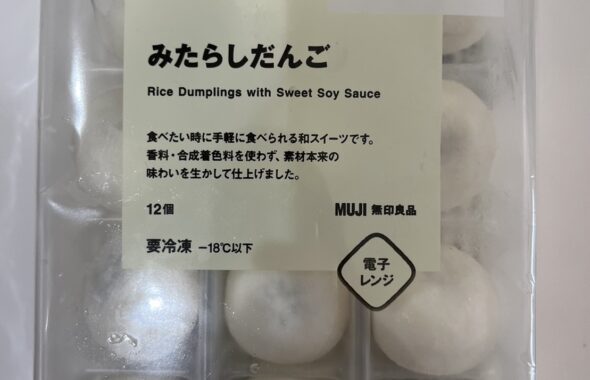 みたらしだんご
Rice Dumplings with Sweet Soy Sauce
食べたい時に手軽に食べられる和スイーツです。
香料・合成着色料を使わず、素材本来の
味わいを生かして仕上げました。
12個
MUJI 無印良品
要冷凍 −18℃以下
電子
レンジ